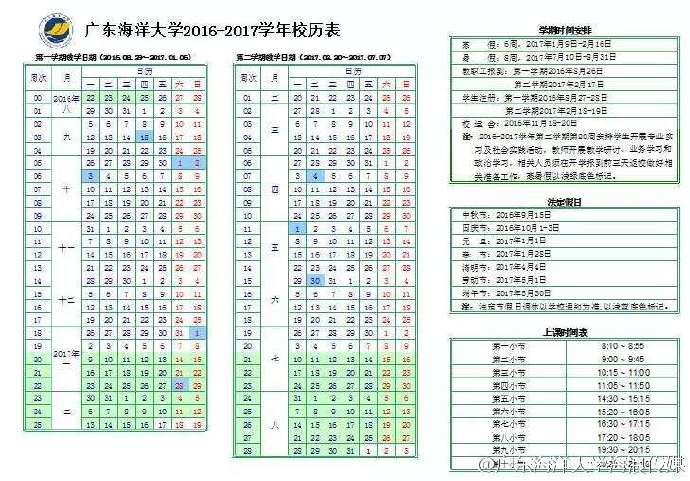 广东海洋大学2016-2017学年校历表
第一学期教学日期（2016.08.29～2017.01.06）
周次 月 日历
一 二 三 四 五 六 日
00 2016年 22 23 24 25 26 27 28
01 八 29 30 31 1 2 3 4
02 5 6 7 8 9 10 11
03 九 12 13 14 15 16 17 18
04 19 20 21 22 23 24 25
05 26 27 28 29 30 1 2
06 3 4 5 6 7 8 9
07 十 10 11 12 13 14 15 16
08 17 18 19 20 21 22 23
09 24 25 26 27 28 29 30
10 31 1 2 3 4 5 6
11 十一 7 8 9 10 11 12 13
12 14 15 16 17 18 19 20
13 21 22 23 24 25 26 27
14 十二 28 29 30 1 2 3 4
15 5 6 7 8 9 10 11
16 12 13 14 15 16 17 18
17 19 20 21 22 23 24 25
18 26 27 28 29 30 31 1
19 2017年 2 3 4 5 6 7 8
20 一 9 10 11 12 13 14 15
21 16 17 18 19 20 21 22
22 23 24 25 26 27 28 29
23 30 31 1 2 3 4 5
24 二 6 7 8 9 10 11 12
25 13 14 15 16 17 18 19
第二学期教学日期（2017.02.20～2017.07.07）
周次 月 日历
一 二 三 四 五 六 日
01 二 20 21 22 23 24 25 26
02 27 28 1 2 3 4 5
03 三 6 7 8 9 10 11 12
04 13 14 15 16 17 18 19
05 20 21 22 23 24 25 26
06 27 28 29 30 31 1 2
07 3 4 5 6 7 8 9
08 10 11 12 13 14 15 16
09 四 17 18 19 20 21 22 23
10 24 25 26 27 28 29 30
11 1 2 3 4 5 6 7
12 8 9 10 11 12 13 14
13 五 15 16 17 18 19 20 21
14 22 23 24 25 26 27 28
15 29 30 31 1 2 3 4
16 六 5 6 7 8 9 10 11
17 12 13 14 15 16 17 18
18 19 20 21 22 23 24 25
19 26 27 28 29 30 1 2
20 3 4 5 6 7 8 9
21 七 10 11 12 13 14 15 16
22 17 18 19 20 21 22 23
23 24 25 26 27 28 29 30
24 31 1 2 3 4 5 6
25 7 8 9 10 11 12 13
26 八 14 15 16 17 18 19 20
27 21 22 23 24 25 26 27
28 28 29 30 31 1 2 3
学期时间安排
寒 假：6周，2017年1月9日-2月16日
暑 假：8周，2017年7月10日-8月31日
教职工报到：第一学期2016年8月26日
第二学期2017年2月17日
学生注册：第一学期2016年8月27-28日
第二学期2017年2月18-19日
校 运 会：2016年11月18-20日
注：2016-2017学年第二学期第20周安排学生开展专业实
习及社会实践活动，教师开展教学研讨、业务学习和
政治学习，相关人员须在开学报到前三天返校做好相
关准备工作，寒暑假以浅绿底色标记。
法定假日
中秋节：2016年9月15日
国庆节：2016年10月1-3日
元 旦：2017年1月1日
春 节：2017年1月28日
清明节：2017年4月4日
劳动节：2017年5月1日
端午节：2017年5月30日
注：法定节假日调休以学校通知为准，以浅蓝底色标记。
上课时间表
第一小节 8:10～8:55
第二小节 9:00～9:45
第三小节 10:15～11:00
第四小节 11:05～11:50
第五小节 14:30～15:15
第六小节 15:20～16:05
第七小节 16:30～17:15
第八小节 17:20～18:05
第九小节 19:30～20:15